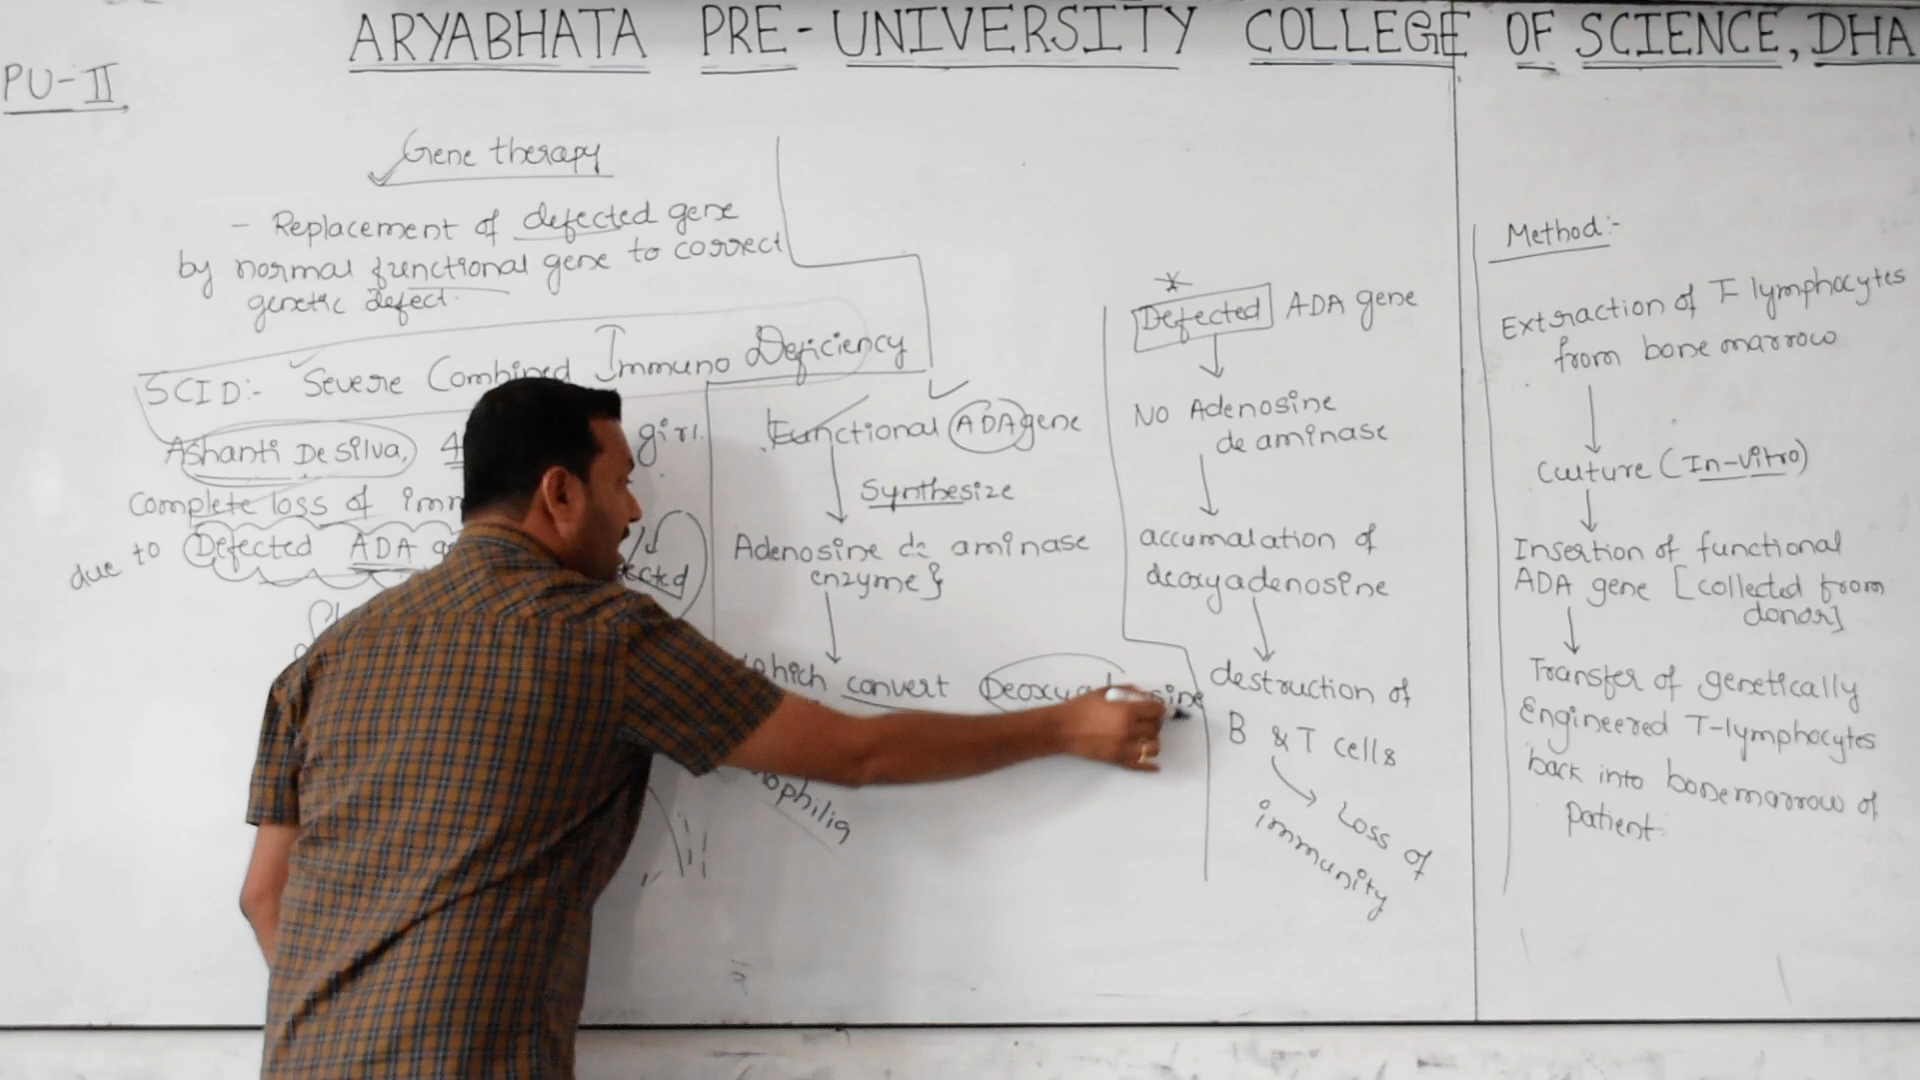 ARYABHATA PRE-UNIVERSITY COLLEGE OF SCIENCE, DHA
PU-II
Gene therapy
- Replacement of defected gene
by normal functional gene to correct
genetic defect.
SCID:- Severe Combined Immuno Deficiency
Ashanti De Silva, 4 girl.
Complete loss of
due to Defected ADA
Functional ADA gene
Synthesize
Adenosine de aminase
enzyme}
which convert
*
Defected ADA gene
No Adenosine
de aminase
accumalation of
deoxyadenosine
destruction of
B & T cells
Loss of
immunity
Method:-
Extraction of T lymphocytes
from bone marrow
Culture (In-vitro)
Insertion of functional
ADA gene [collected from
donor]
Transfer of genetically
Engineered T-lymphocytes
back into bonemarrow of
patient.